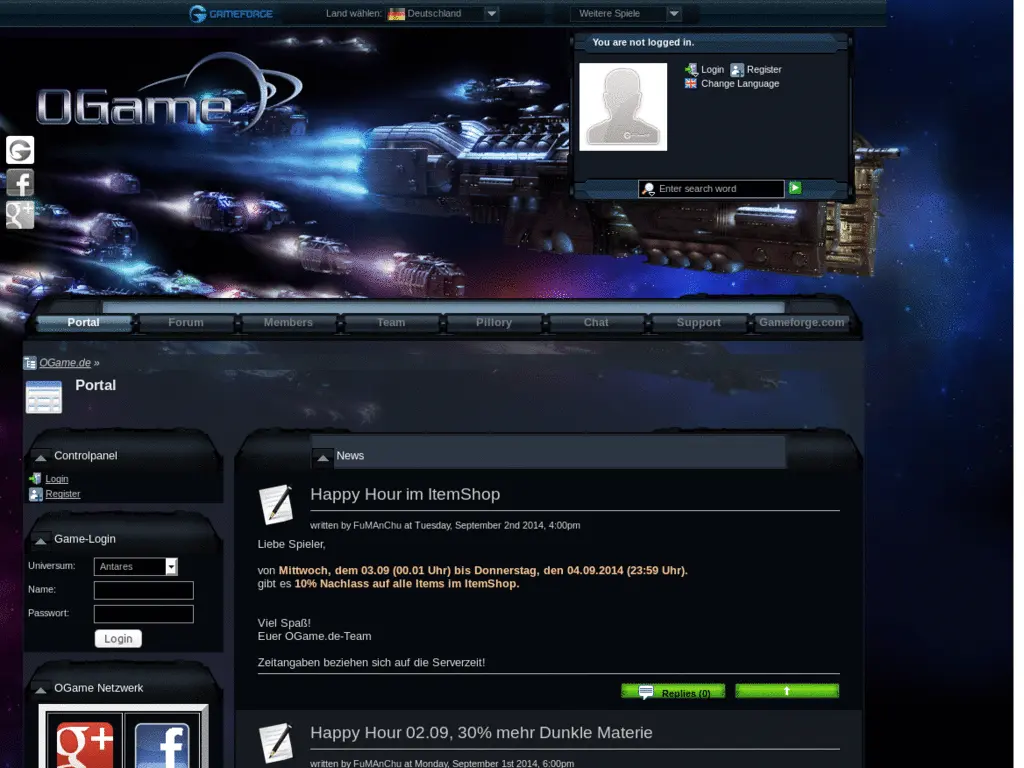 GAMEFORGE
Land wählen: Deutschland
Weitere Spiele
You are not logged in.
Login Register
Change Language
Enter search word
OGame
Portal Forum Members Team Pillory Chat Support Gameforge.com
OGame.de »
Portal
Controlpanel
Login
Register
Game-Login
Universum: Antares
Name:
Passwort:
Login
OGame Netzwerk
g+ f
News
Happy Hour im ItemShop
written by FuMAnChu at Tuesday, September 2nd 2014, 4:00pm
Liebe Spieler,
von Mittwoch, dem 03.09 (00.01 Uhr) bis Donnerstag, den 04.09.2014 (23:59 Uhr).
gibt es 10% Nachlass auf alle Items im ItemShop.
Viel Spaß!
Euer OGame.de-Team
Zeitangaben beziehen sich auf die Serverzeit!
Replies (0)
Happy Hour 02.09, 30% mehr Dunkle Materie
written by FuMAnChu at Monday, September 1st 2014, 6:00pm